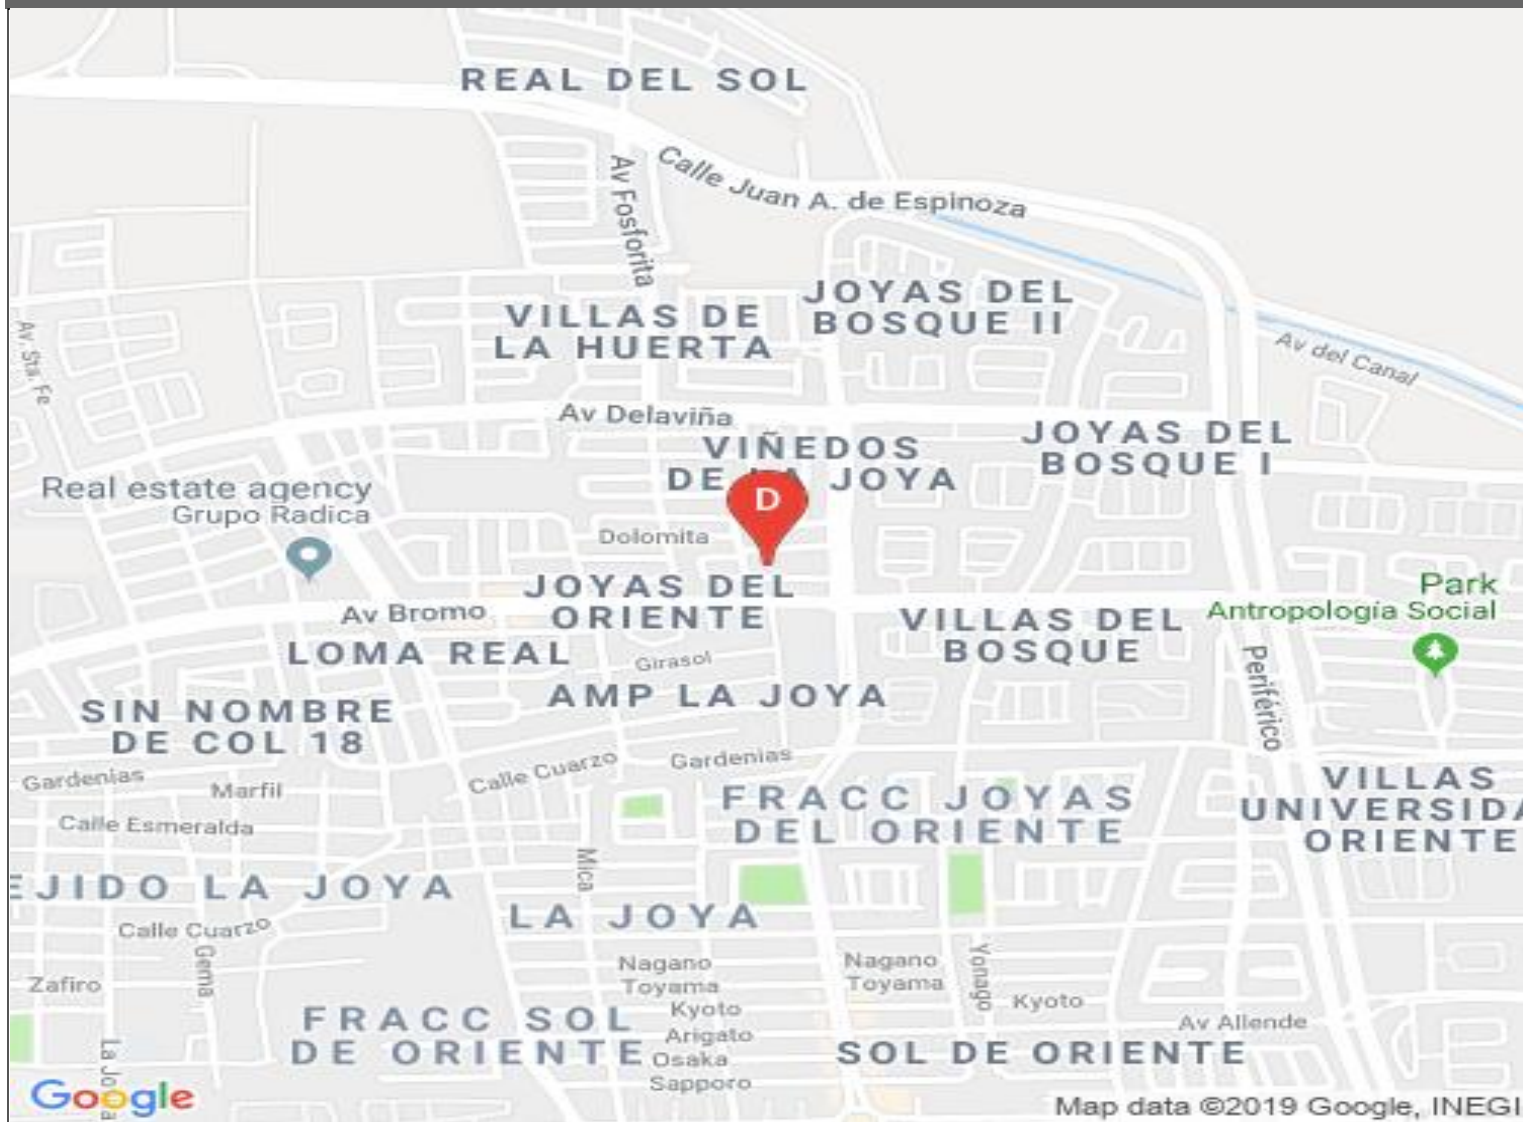 REAL DEL SOL
Calle Juan A. de Espinoza
Av Fosforita
JOYAS DEL
BOSQUE II
VILLAS DE
LA HUERTA
Av. Sta. Fe
Av del Canal
Av Delaviña
VIÑEDOS
DE LA JOYA
JOYAS DEL
BOSQUE I
Real estate agency
Grupo Radica
D
Dolomita
JOYAS DEL
ORIENTE
Park
Antropología Social
Av Bromo
VILLAS DEL
BOSQUE
LOMA REAL
Girasol
Periférico
AMP LA JOYA
SIN NOMBRE
DE COL 18
Gardenias
Calle Cuarzo
Gardenias
Marfil
VILLAS
UNIVERSIDA
ORIENTE
FRACC JOYAS
DEL ORIENTE
Calle Esmeralda
Mica
EJIDO LA JOYA
LA JOYA
Calle Cuarzo
Gema
Zafiro
Nagano
Toyama
Kyoto
Arigato
Osaka
Sapporo
Nagano
Toyama
Yonago
Kyoto
Av Allende
FRACC SOL
DE ORIENTE
SOL DE ORIENTE
Google
Map data ©2019 Google, INEGI